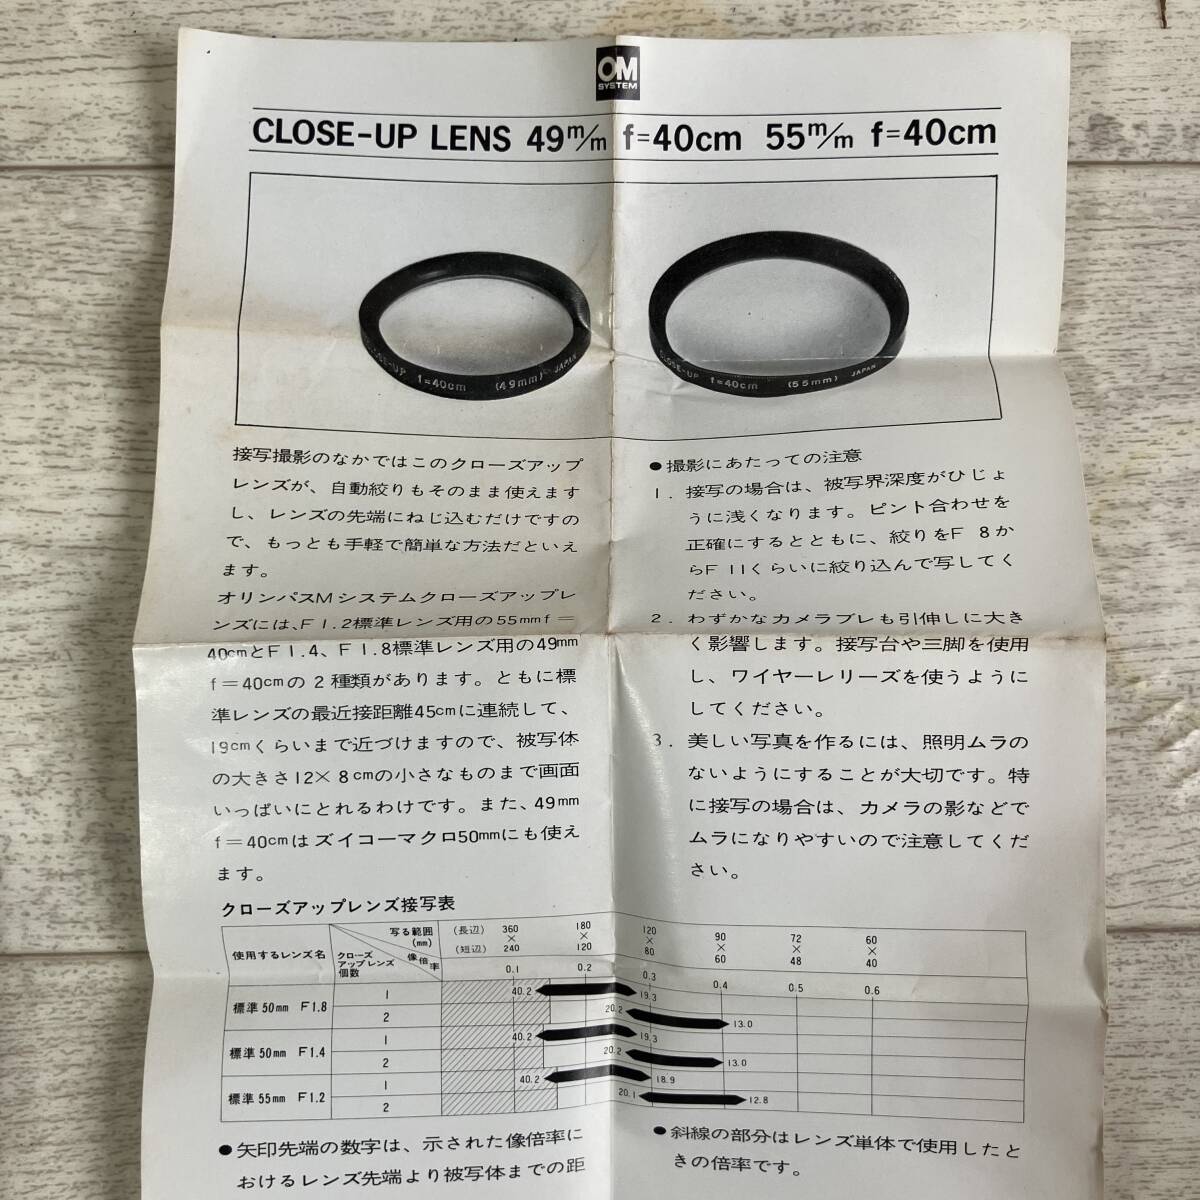 OM
SYSTEM
CLOSE-UP LENS 49m/m f=40cm 55m/m f=40cm
CLOSE-UP f=40cm (49mm) JAPAN
CLOSE-UP f=40cm (55mm) JAPAN
接写撮影のなかではこのクローズアップ
レンズが、自動絞りもそのまま使えます
し、レンズの先端にねじ込むだけですの
で、もっとも手軽で簡単な方法だといえ
ます。
オリンパスMシステムクローズアップレ
ンズには、F1.2標準レンズ用の55mmf=
40cmとF1.4、F1.8標準レンズ用の49mm
f=40cmの2種類があります。ともに標
準レンズの最近接距離45cmに連続して、
19cmくらいまで近づけますので、被写体
の大きさ12×8cmの小さなものまで画面
いっぱいにとれるわけです。また、49mm
f=40cmはズイコーマクロ50mmにも使え
ます。
●撮影にあたっての注意
1. 接写の場合は、被写界深度がひじょ
うに浅くなります。ピント合わせを
正確にするとともに、絞りをF8か
らF11くらいに絞り込んで写してく
ださい。
2. わずかなカメラブレも引伸しに大き
く影響します。接写台や三脚を使用
し、ワイヤーレリーズを使うように
してください。
3. 美しい写真を作るには、照明ムラの
ないようにすることが大切です。特
に接写の場合は、カメラの影などで
ムラになりやすいので注意してくだ
さい。
クローズアップレンズ接写表
使用するレンズ名
写る範囲
(mm)
像倍率
クローズ
アップレンズ
個数
(長辺) 360 180 120 90 72 60
× × × × × ×
(短辺) 240 120 80 60 48 40
0.1 0.2 0.3 0.4 0.5 0.6
標準50mm F1.8
1 40.2 19.3
2 20.2 13.0
標準50mm F1.4
1 40.2 19.3
2 20.2 13.0
標準55mm F1.2
1 40.2 18.9
2 20.1 12.8
●矢印先端の数字は、示された像倍率に
おけるレンズ先端より被写体までの距
●斜線の部分はレンズ単体で使用したと
きの倍率です。